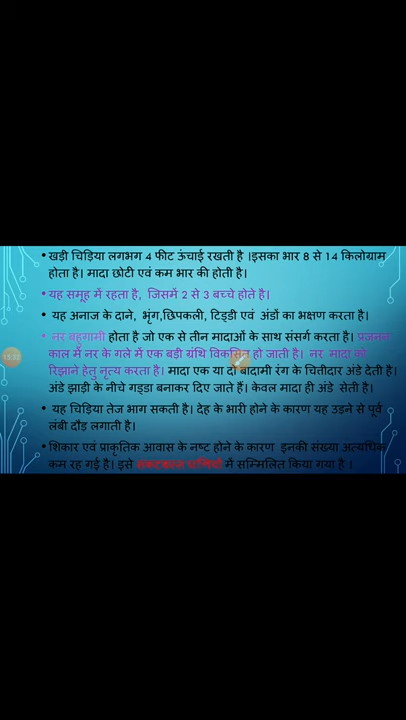 • खड़ी चिड़िया लगभग 4 फीट ऊंचाई रखती है ।इसका भार 8 से 14 किलोग्राम
होता है। मादा छोटी एवं कम भार की होती है।
• यह समूह में रहता है, जिसमें 2 से 3 बच्चे होते है।
• यह अनाज के दाने, भृंग,छिपकली, टिड्डी एवं अंडों का भक्षण करता है।
• नर बहुगामी होता है जो एक से तीन मादाओं के साथ संसर्ग करता है। प्रजनन
काल में नर के गले में एक बड़ी ग्रंथि विकसित हो जाती है। नर मादा को
रिझाने हेतु नृत्य करता है। मादा एक या दो बादामी रंग के चित्तीदार अंडे देती है।
अंडे झाड़ी के नीचे गड्डा बनाकर दिए जाते हैं। केवल मादा ही अंडे सेती है।
• यह चिड़िया तेज भाग सकती है। देह के भारी होने के कारण यह उड़ने से पूर्व
लंबी दौड़ लगाती है।
• शिकार एवं प्राकृतिक आवास के नष्ट होने के कारण इनकी संख्या अत्यधिक
कम रह गई है। इसे संकटग्रस्त प्राणियों में सम्मिलित किया गया है ।